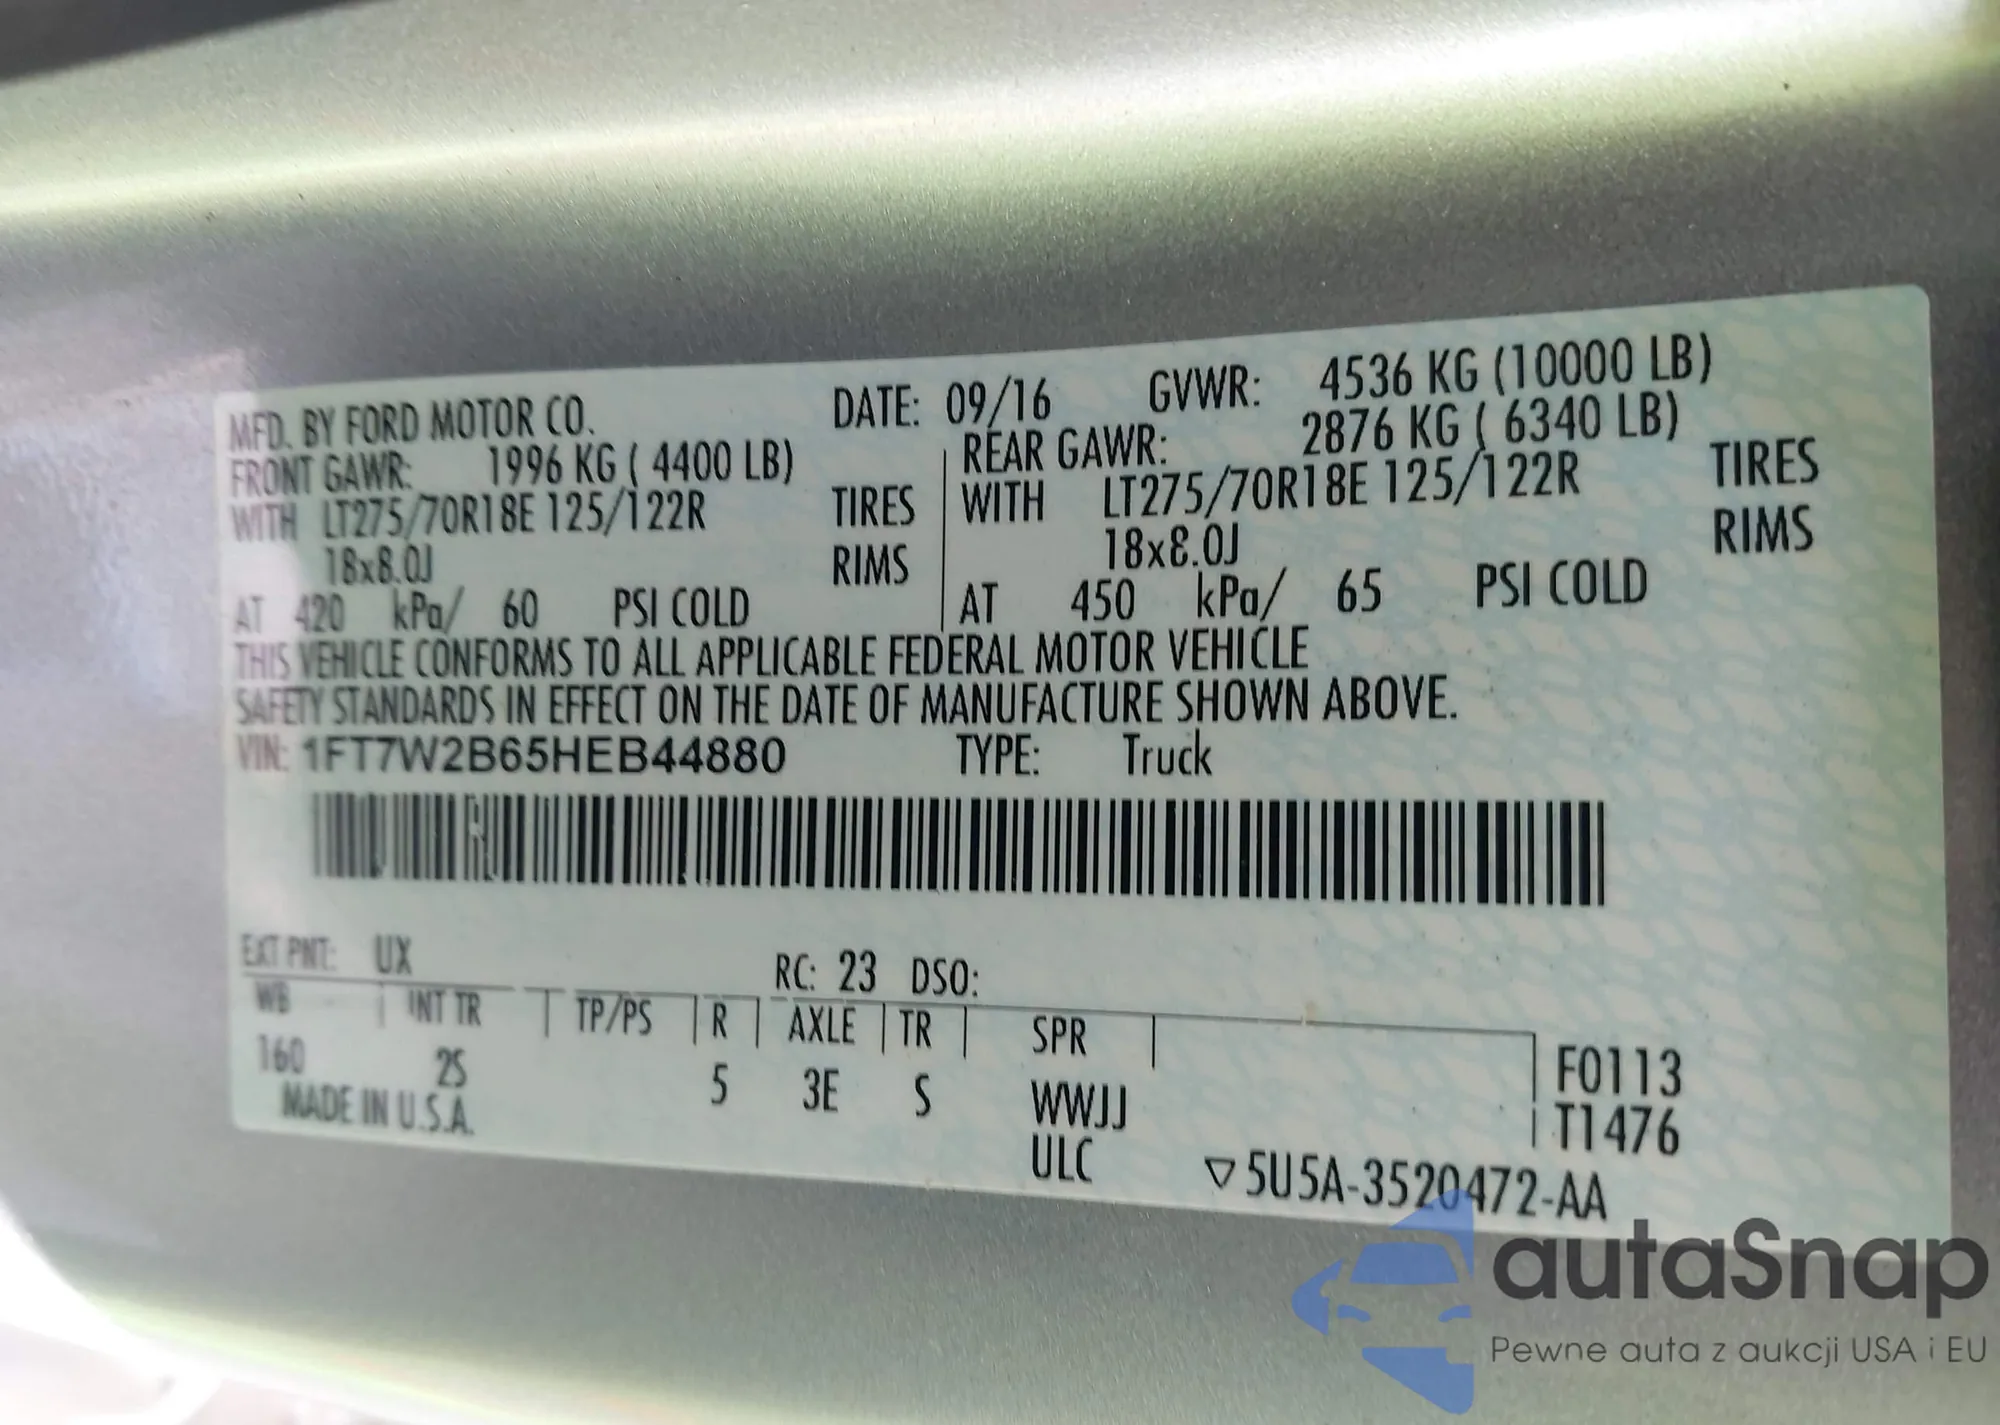 MFD. BY FORD MOTOR CO. DATE: 09/16 GVWR: 4536 KG (10000 LB)
FRONT GAWR: 1996 KG ( 4400 LB) REAR GAWR: 2876 KG ( 6340 LB)
WITH LT275/70R18E 125/122R TIRES WITH LT275/70R18E 125/122R TIRES
18x8.0J RIMS 18x8.0J RIMS
AT 420 kPa/ 60 PSI COLD AT 450 kPa/ 65 PSI COLD
THIS VEHICLE CONFORMS TO ALL APPLICABLE FEDERAL MOTOR VEHICLE
SAFETY STANDARDS IN EFFECT ON THE DATE OF MANUFACTURE SHOWN ABOVE.
VIN: 1FT7W2B65HEB44880 TYPE: Truck
EXT PNT: UX RC: 23 DSO:
WB INT TR TP/PS R AXLE TR SPR
160 2S 5 3E S WWJJ F0113
MADE IN U.S.A. ULC T1476
▽5U5A-3520472-AA
autaSnap
Pewne auta z aukcji USA i EU